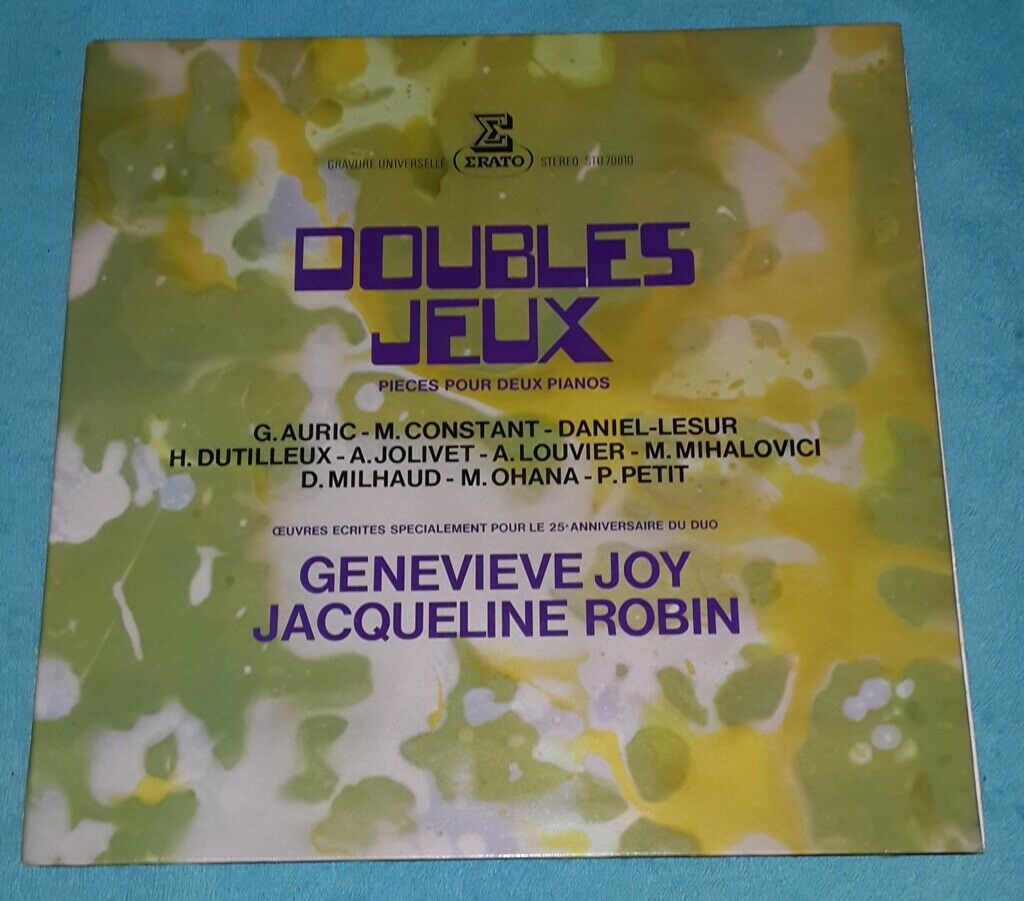 Σ
GRAVURE UNIVERSELLE ΣRATO STEREO STU 70810
DOUBLES
JEUX
PIECES POUR DEUX PIANOS
G. AURIC - M. CONSTANT - DANIEL-LESUR
H. DUTILLEUX - A. JOLIVET - A. LOUVIER - M. MIHALOVICI
D. MILHAUD - M. OHANA - P. PETIT
ŒUVRES ECRITES SPECIALEMENT POUR LE 25e ANNIVERSAIRE DU DUO
GENEVIEVE JOY
JACQUELINE ROBIN